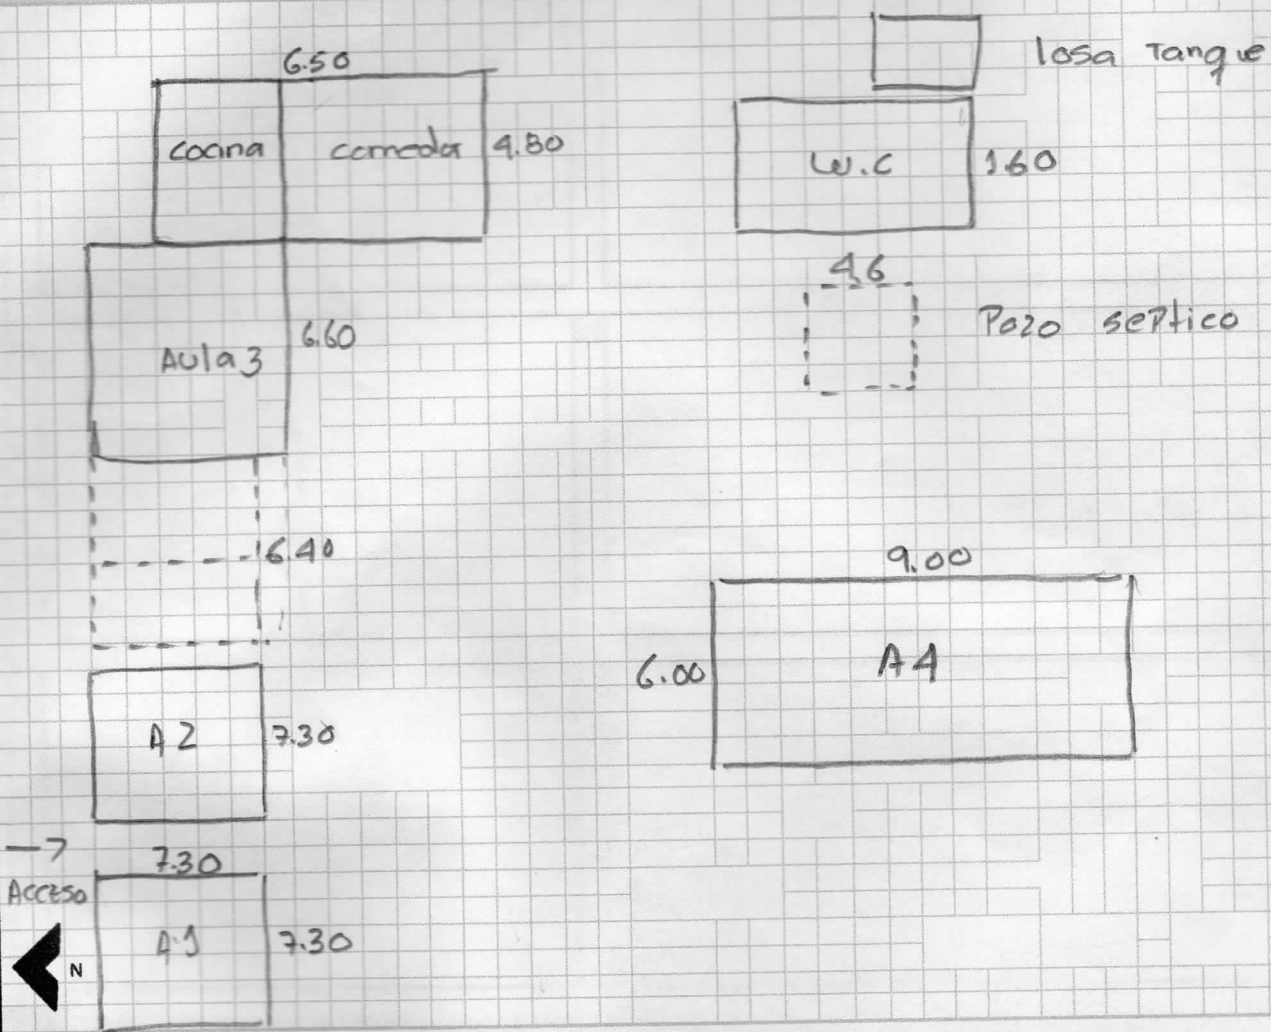 6.50
losa Tanque
cocina
comedor
4.80
W.C
1.60
4.6
Aula 3
6.60
Pozo septico
6.40
9.00
6.00
A4
A2
7.30
7.30
Acceso
A1
7.30
N